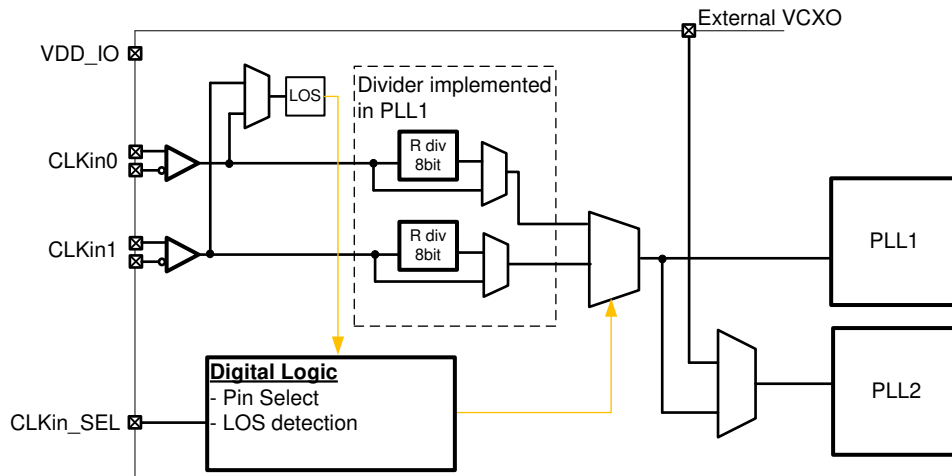 External VCXO
VDD_IO
LOS
Divider implemented
in PLL1
CLKin0
R div
8bit
CLKin1
R div
8bit
PLL1
Digital Logic
- Pin Select
- LOS detection
PLL2
CLKin_SEL